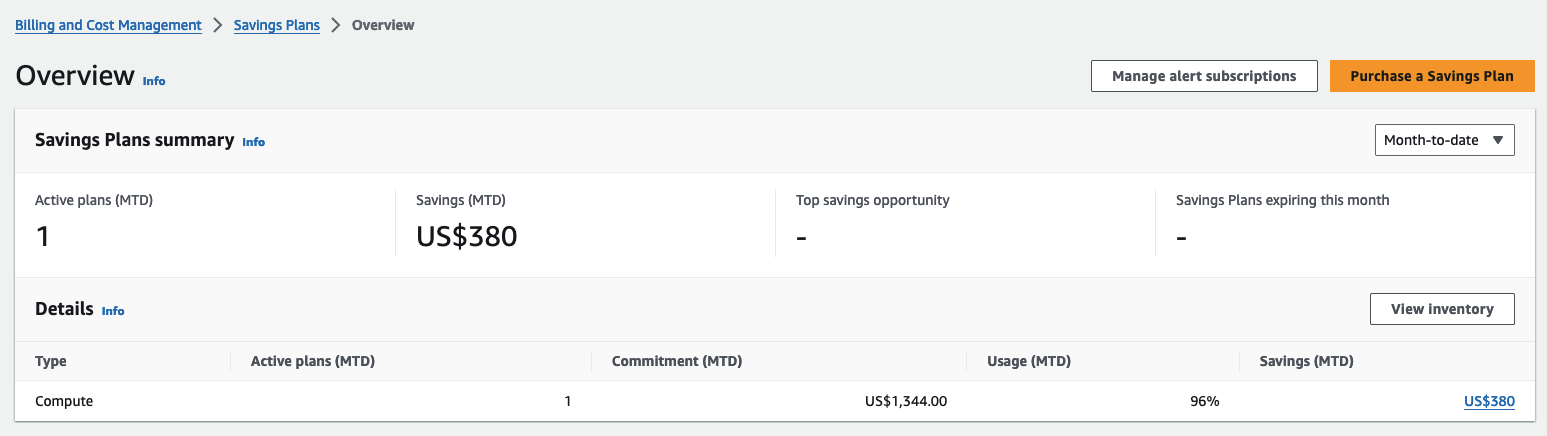 Billing and Cost Management > Savings Plans > Overview
Overview Info
Manage alert subscriptions
Purchase a Savings Plan
Savings Plans summary Info
Month-to-date
Active plans (MTD)
1
Savings (MTD)
US$380
Top savings opportunity
-
Savings Plans expiring this month
-
Details Info
View inventory
Type Active plans (MTD) Commitment (MTD) Usage (MTD) Savings (MTD)
Compute 1 US$1,344.00 96% US$380